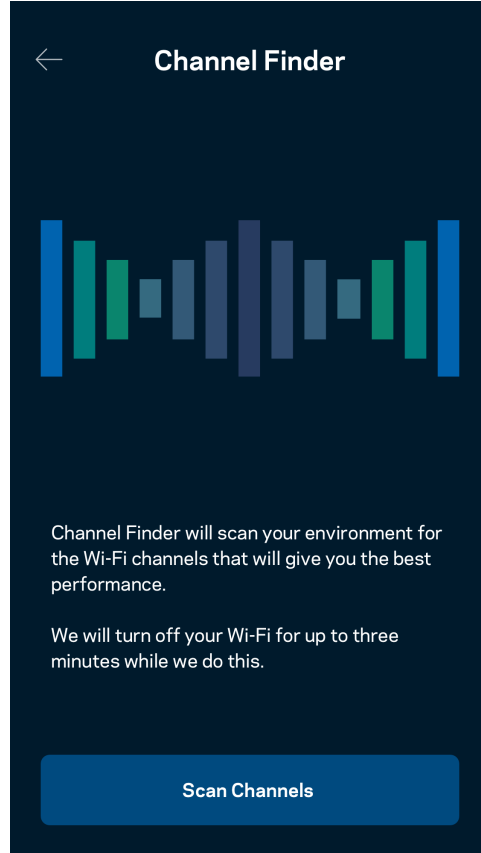 Channel Finder
Channel Finder will scan your environment for
the Wi-Fi channels that will give you the best
performance.
We will turn off your Wi-Fi for up to three
minutes while we do this.
Scan Channels